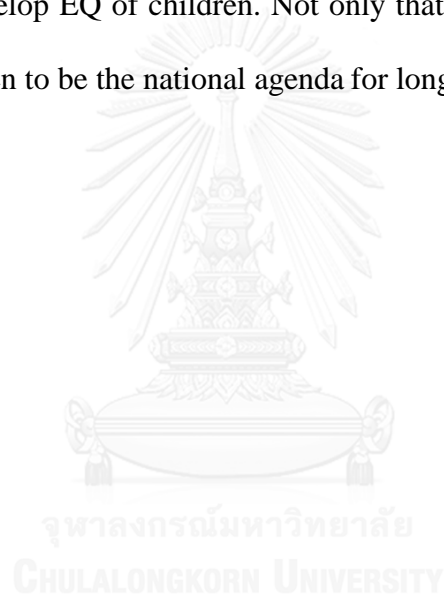 elop EQ of children. Not only that
n to be the national agenda for long
จุฬาลงกรณ์มหาวิทยาลัย
CHULALONGKORN UNIVERSITY